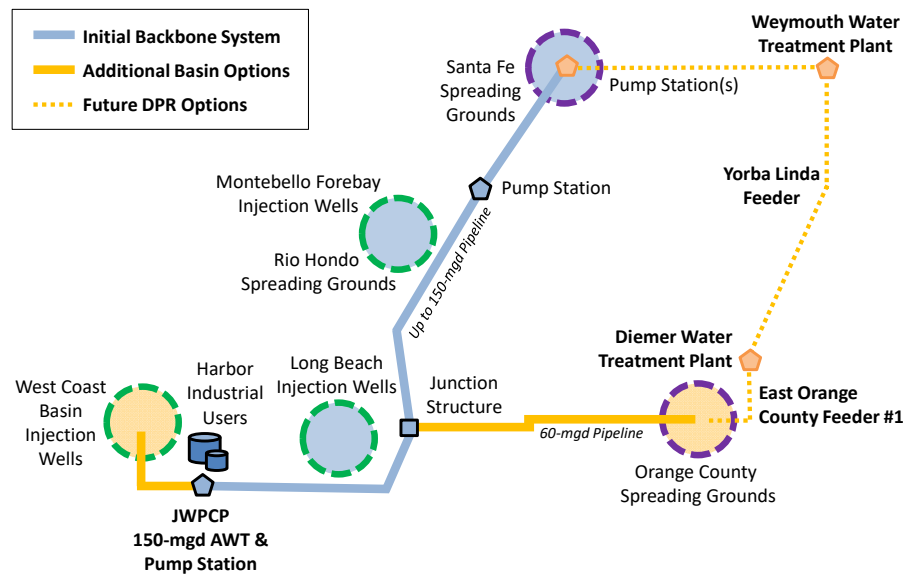 Initial Backbone System
Additional Basin Options
Future DPR Options
Weymouth Water
Treatment Plant
Santa Fe
Spreading
Grounds
Pump Station(s)
Yorba Linda
Feeder
Montebello Forebay
Injection Wells
Pump Station
Rio Hondo
Spreading Grounds
Up to 150-mgd Pipeline
Diemer Water
Treatment Plant
West Coast
Basin
Injection
Wells
Harbor
Industrial
Users
Long Beach
Injection Wells
Junction
Structure
East Orange
County Feeder #1
60-mgd Pipeline
Orange County
Spreading Grounds
JWPCP
150-mgd AWT &
Pump Station